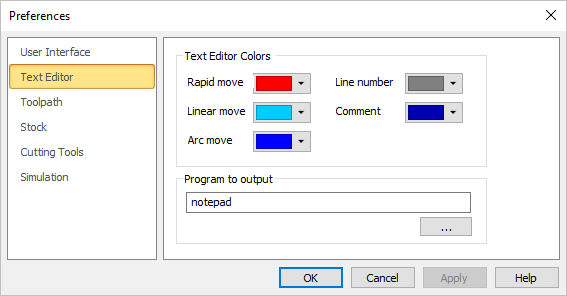 Preferences
User Interface
Text Editor
Toolpath
Stock
Cutting Tools
Simulation
Text Editor Colors
Rapid move
Line number
Linear move
Comment
Arc move
Program to output
notepad
...
OK
Cancel
Apply
Help